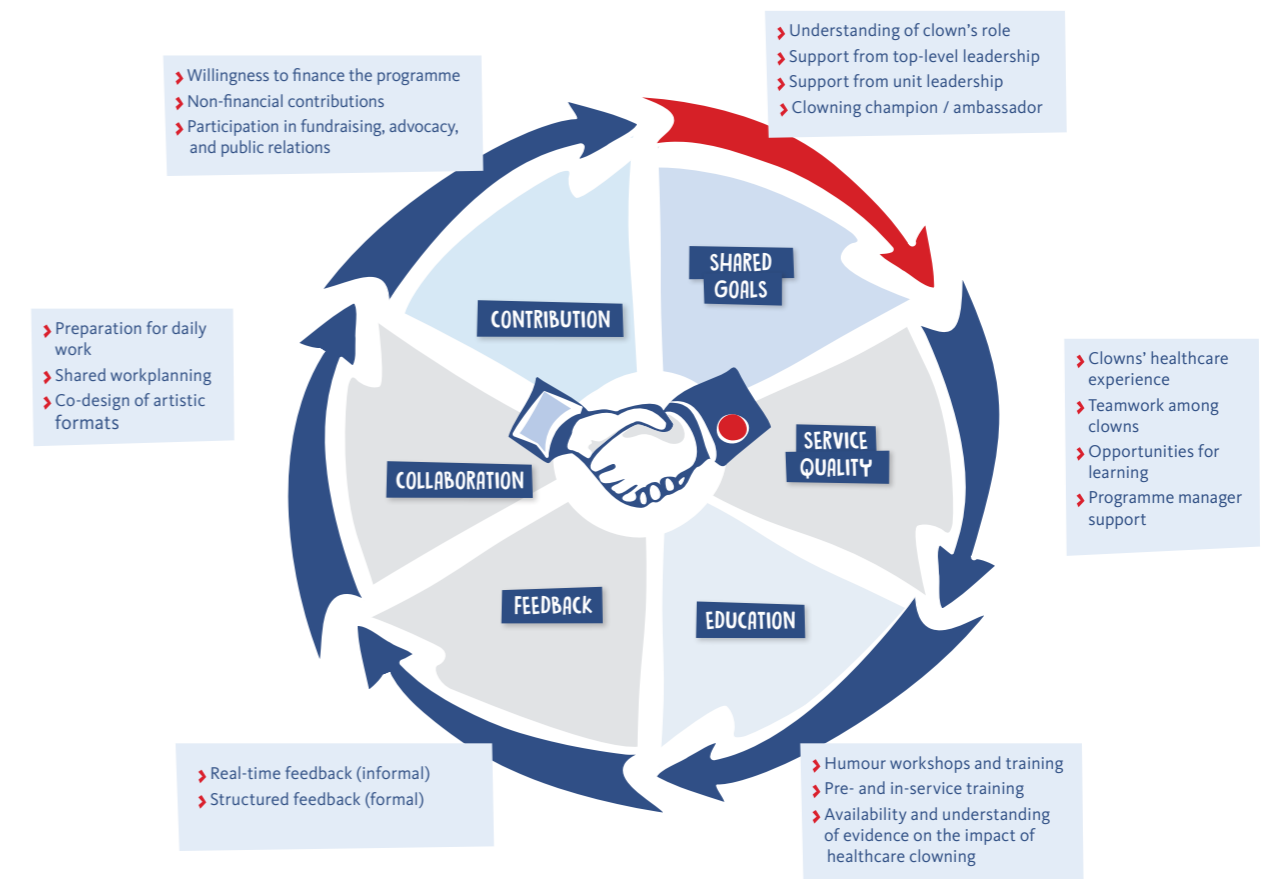 Understanding of clown's role
Support from top-level leadership
Support from unit leadership
Clowning champion / ambassador
Willingness to finance the programme
Non-financial contributions
Participation in fundraising, advocacy,
and public relations
SHARED
GOALS
CONTRIBUTION
Preparation for daily
work
Shared workplanning
Co-design of artistic
formats
Clowns' healthcare
experience
Teamwork among
clowns
Opportunities for
learning
Programme manager
support
SERVICE
QUALITY
COLLABORATION
FEEDBACK
EDUCATION
Real-time feedback (informal)
Structured feedback (formal)
Humour workshops and training
Pre- and in-service training
Availability and understanding
of evidence on the impact of
healthcare clowning